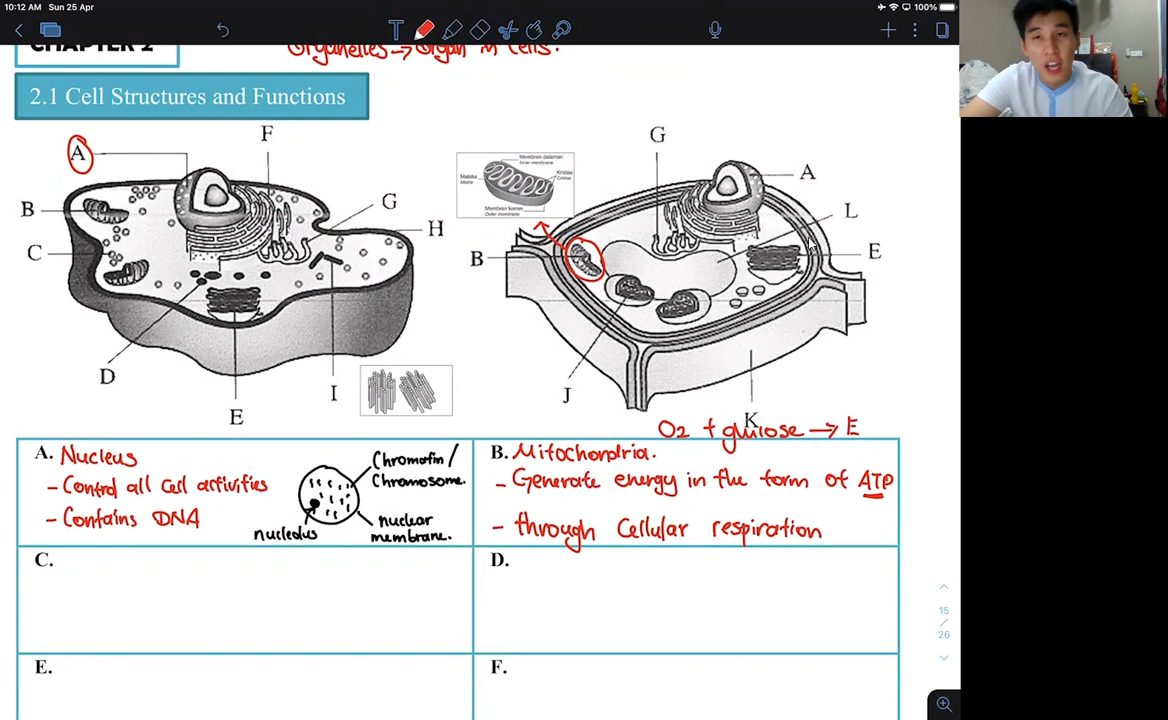 10:12 AM Sun 25 Apr
100%
CHAPTER 2
Organelles → Organ in cells.
2.1 Cell Structures and Functions
F
A
G
B
H
C
D
I
E
Membran dalaman
Inner membrane
Matriks
Matrix
Kristae
Cristae
Membran luaran
Outer membrane
G
A
L
B
E
J
K
O2 + glucose → E
A. Nucleus
- Control all cell activities
- Contains DNA
Chromatin /
Chromosome.
nucleolus
nuclear
membrane.
B. Mitochondria.
- Generate energy in the form of ATP
- through Cellular respiration
C.
D.
E.
F.
15
/
26